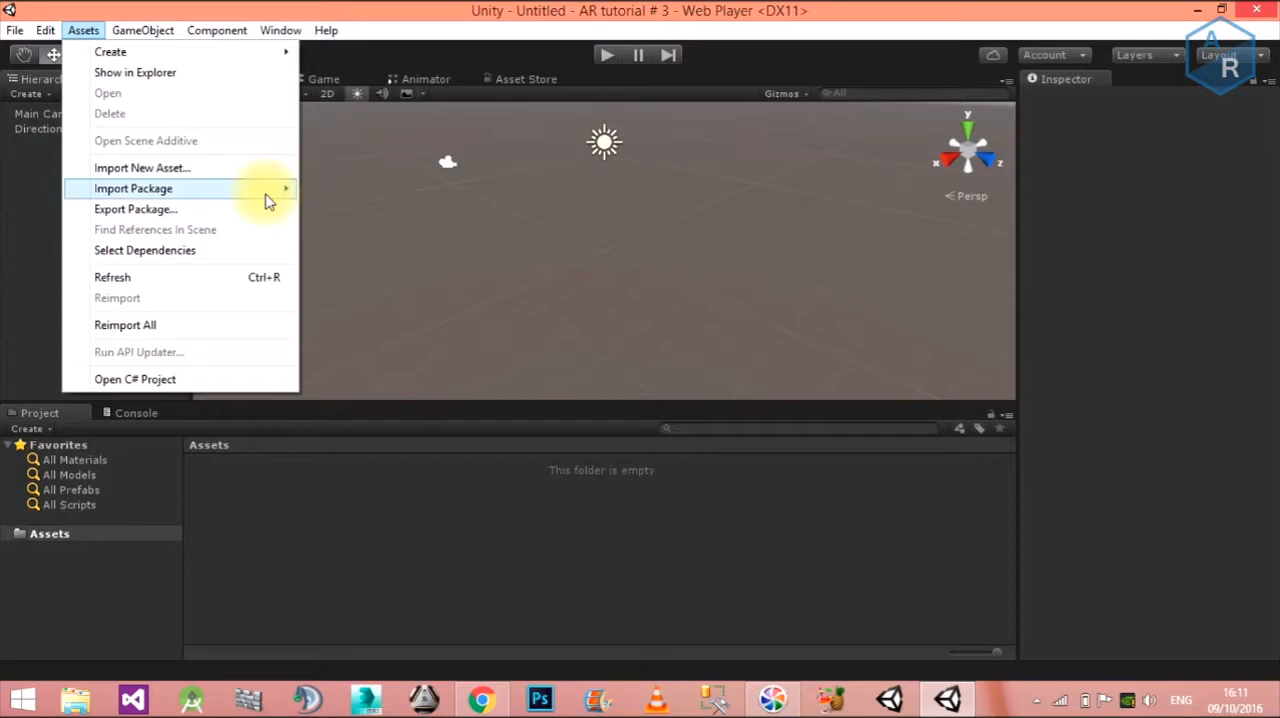 Unity - Untitled - AR tutorial # 3 - Web Player <DX11>
File Edit Assets GameObject Component Window Help
Account Layers Layout
A
R
Hierarc Game Animator Asset Store Inspector
Create 2D Gizmos All
Main Cam
Direction
Create
Show in Explorer
Open
Delete
Open Scene Additive
Import New Asset...
Import Package
Export Package...
Find References In Scene
Select Dependencies
Refresh Ctrl+R
Reimport
Reimport All
Run API Updater...
Open C# Project
y
x
z
Persp
Project Console
Create
Favorites
All Materials
All Models
All Prefabs
All Scripts
Assets
Assets
This folder is empty
Ps
ENG
16:11
09/10/2016